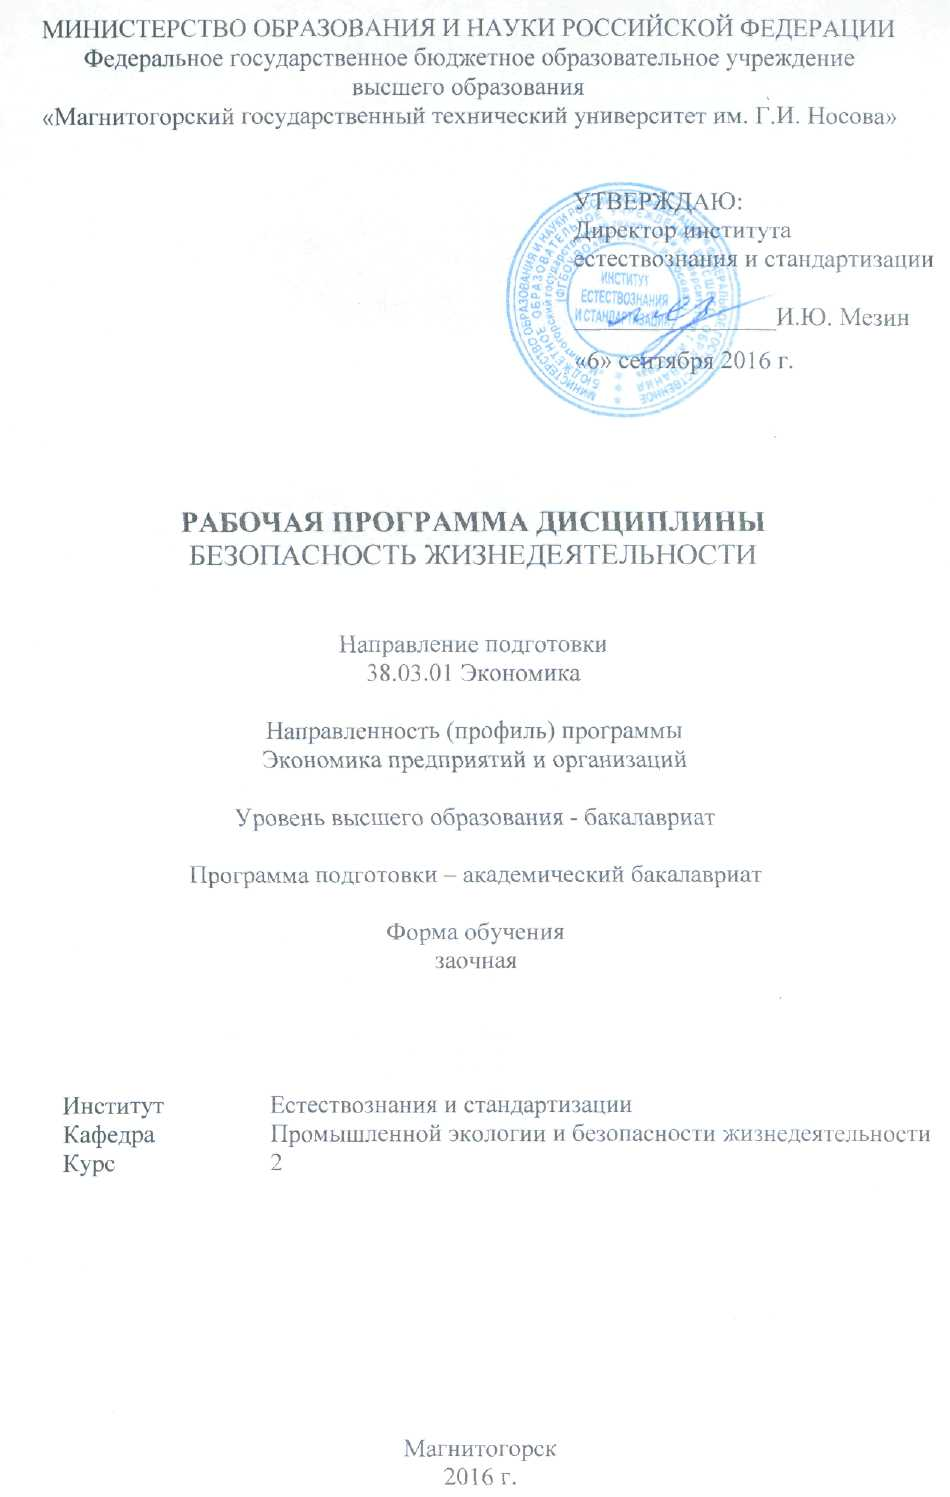 МИНИСТЕРСТВО ОБРАЗОВАНИЯ И НАУКИ РОССИЙСКОЙ ФЕДЕРАЦИИ
Федеральное государственное бюджетное образовательное учреждение
высшего образования
«Магнитогорский государственный технический университет им. Г.И. Носова»
УТВЕРЖДАЮ:
Директор института
естествознания и стандартизации
ИНСТИТУТ
ЕСТЕСТВОЗНАНИЯ
И СТАНДАРТИЗАЦИИ
И.Ю. Мезин
«6» сентября 2016 г.
РАБОЧАЯ ПРОГРАММА ДИСЦИПЛИНЫ
БЕЗОПАСНОСТЬ ЖИЗНЕДЕЯТЕЛЬНОСТИ
Направление подготовки
38.03.01 Экономика
Направленность (профиль) программы
Экономика предприятий и организаций
Уровень высшего образования - бакалавриат
Программа подготовки – академический бакалавриат
Форма обучения
заочная
Институт Естествознания и стандартизации
Кафедра Промышленной экологии и безопасности жизнедеятельности
Курс 2
Магнитогорск
2016 г.